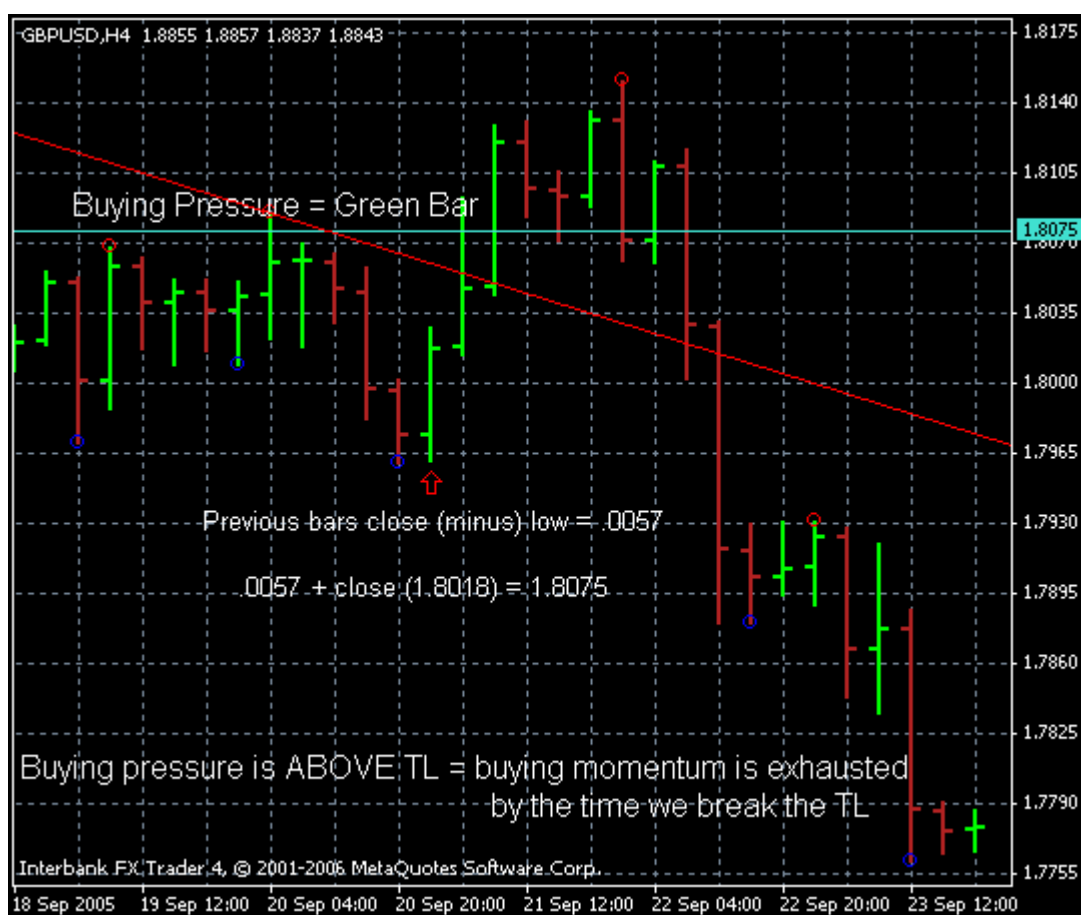 GBPUSD,H4 1.8855 1.8857 1.8837 1.8843
1.8175
1.8140
1.8105
Buying Pressure = Green Bar
1.8075
1.8070
1.8035
1.8000
1.7965
Previous bars close (minus) low = .0057
1.7930
.0057 + close (1.8018) = 1.8075
1.7895
1.7860
1.7825
Buying pressure is ABOVE TL = buying momentum is exhausted
by the time we break the TL
1.7790
Interbank FX Trader 4, © 2001-2006 MetaQuotes Software Corp.
1.7755
18 Sep 2005 19 Sep 12:00 20 Sep 04:00 20 Sep 20:00 21 Sep 12:00 22 Sep 04:00 22 Sep 20:00 23 Sep 12:00